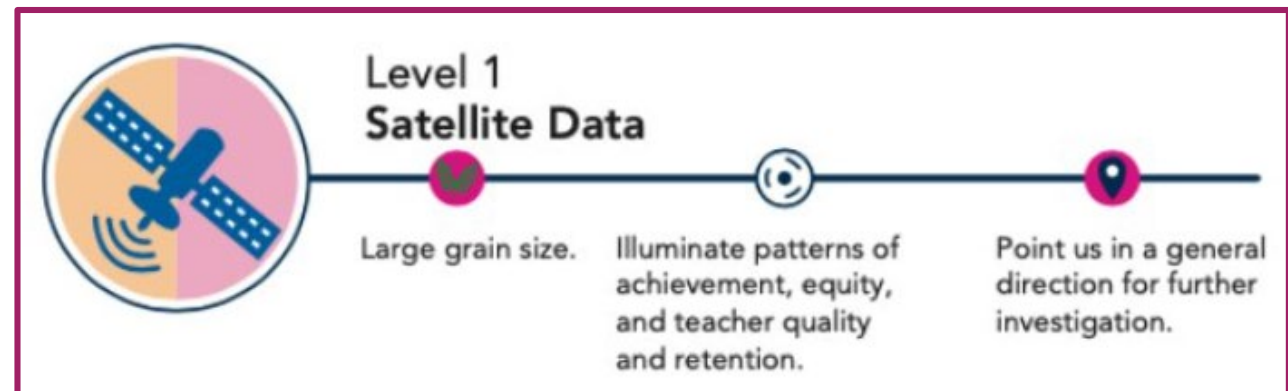 Level 1
Satellite Data
Large grain size.
Illuminate patterns of
achievement, equity,
and teacher quality
and retention.
Point us in a general
direction for further
investigation.